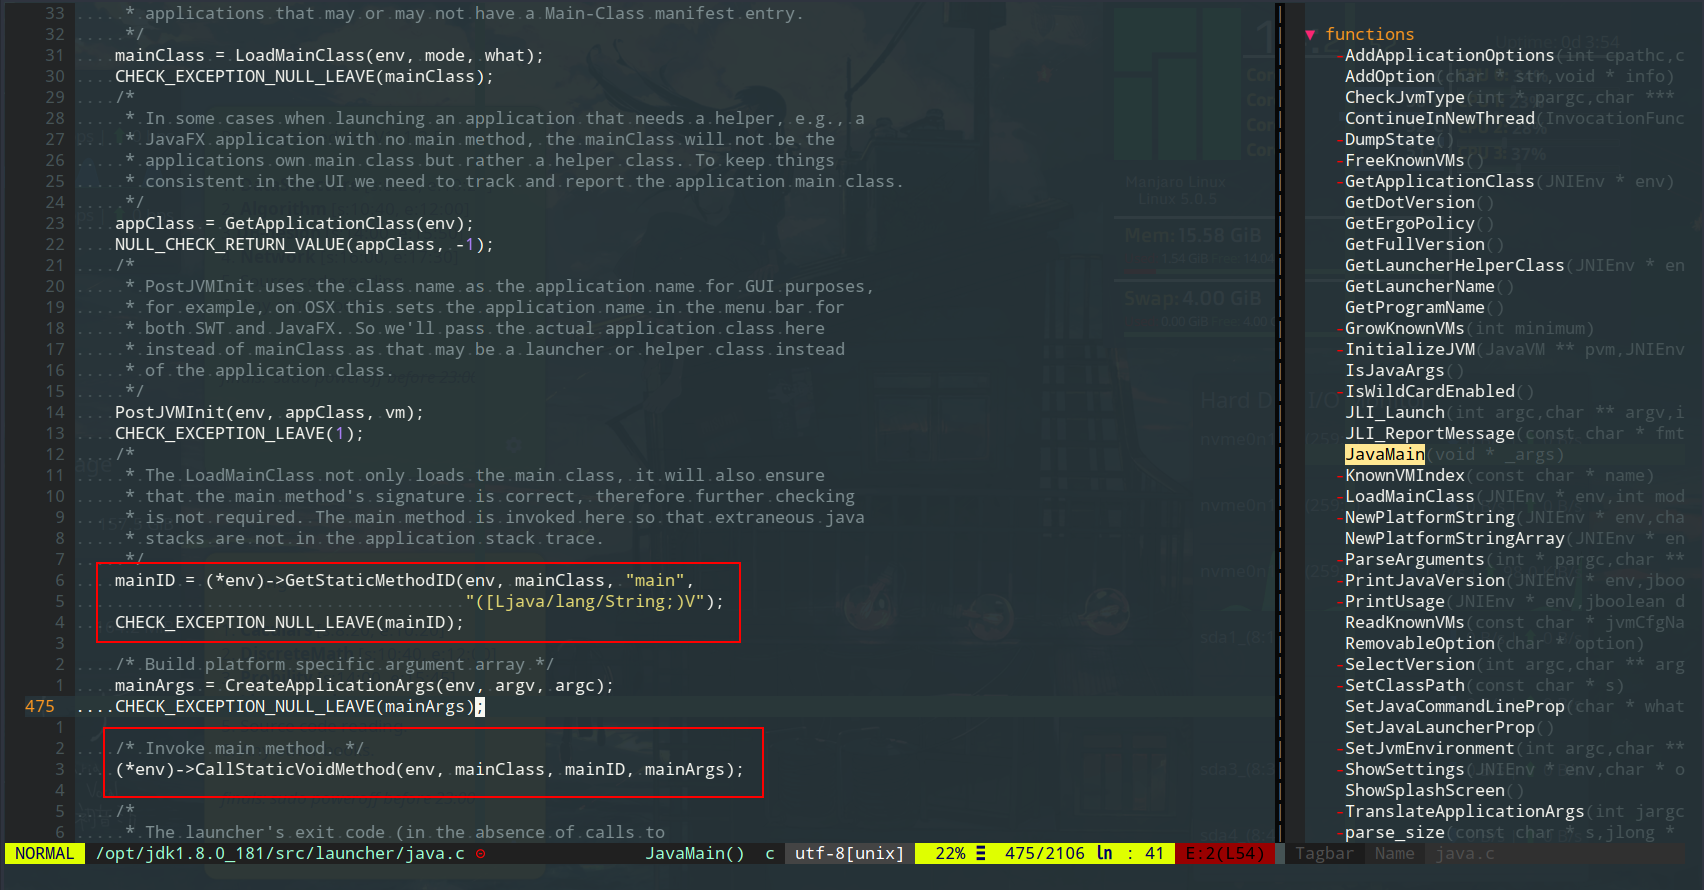 33 * applications that may or may not have a Main-Class manifest entry.
32 */
31 mainClass = LoadMainClass(env, mode, what);
30 CHECK_EXCEPTION_NULL_LEAVE(mainClass);
29 /*
28 * In some cases when launching an application that needs a helper, e.g., a
27 * JavaFX application with no main method, the mainClass will not be the
26 * applications own main class but rather a helper class. To keep things
25 * consistent in the UI we need to track and report the application main class.
24 */
23 appClass = GetApplicationClass(env);
22 NULL_CHECK_RETURN_VALUE(appClass, -1);
21 /*
20 * PostJVMInit uses the class name as the application name for GUI purposes,
19 * for example, on OSX this sets the application name in the menu bar for
18 * both SWT and JavaFX. So we'll pass the actual application class here
17 * instead of mainClass as that may be a launcher or helper class instead
16 * of the application class.
15 */
14 PostJVMInit(env, appClass, vm);
13 CHECK_EXCEPTION_LEAVE(1);
12 /*
11 * The LoadMainClass not only loads the main class, it will also ensure
10 * that the main method's signature is correct, therefore further checking
9 * is not required. The main method is invoked here so that extraneous java
8 * stacks are not in the application stack trace.
7 */
6 mainID = (*env)->GetStaticMethodID(env, mainClass, "main",
5 "([Ljava/lang/String;)V");
4 CHECK_EXCEPTION_NULL_LEAVE(mainID);
3
2 /* Build platform specific argument array */
1 mainArgs = CreateApplicationArgs(env, argv, argc);
475 CHECK_EXCEPTION_NULL_LEAVE(mainArgs);
1
2 /* Invoke main method. */
3 (*env)->CallStaticVoidMethod(env, mainClass, mainID, mainArgs);
4
5 /*
6 * The launcher's exit code (in the absence of calls to
NORMAL /opt/jdk1.8.0_181/src/launcher/java.c JavaMain() c utf-8[unix] 22% ☰ 475/2106 ln : 41 E:2(L54)
▼ functions
-AddApplicationOptions(int cpathc,c
AddOption(char * str,void * info)
CheckJvmType(int * pargc,char ***
ContinueInNewThread(InvocationFunc
-DumpState()
-FreeKnownVMs()
-GetApplicationClass(JNIEnv * env)
GetDotVersion()
GetErgoPolicy()
GetFullVersion()
GetLauncherHelperClass(JNIEnv * en
GetLauncherName()
GetProgramName()
-GrowKnownVMs(int minimum)
-InitializeJVM(JavaVM ** pvm,JNIEnv
IsJavaArgs()
-IsWildCardEnabled()
JLI_Launch(int argc,char ** argv,i
JLI_ReportMessage(const char * fmt
JavaMain(void * _args)
-KnownVMIndex(const char * name)
-LoadMainClass(JNIEnv * env,int mod
-NewPlatformString(JNIEnv * env,cha
NewPlatformStringArray(JNIEnv * en
-ParseArguments(int * pargc,char **
-PrintJavaVersion(JNIEnv * env,jboo
-PrintUsage(JNIEnv * env,jboolean d
ReadKnownVMs(const char * jvmCfgNa
RemovableOption(char * option)
-SelectVersion(int argc,char ** arg
-SetClassPath(const char * s)
SetJavaCommandLineProp(char * what
SetJavaLauncherProp()
-SetJvmEnvironment(int argc,char **
-ShowSettings(JNIEnv * env,char * o
ShowSplashScreen()
-TranslateApplicationArgs(int jargc
-parse_size(const char * s,jlong *
Tagbar Name java.c
Manjaro Linux
Linux 5.0.5
Mem: 15.58 GiB
Swap: 4.00 GiB